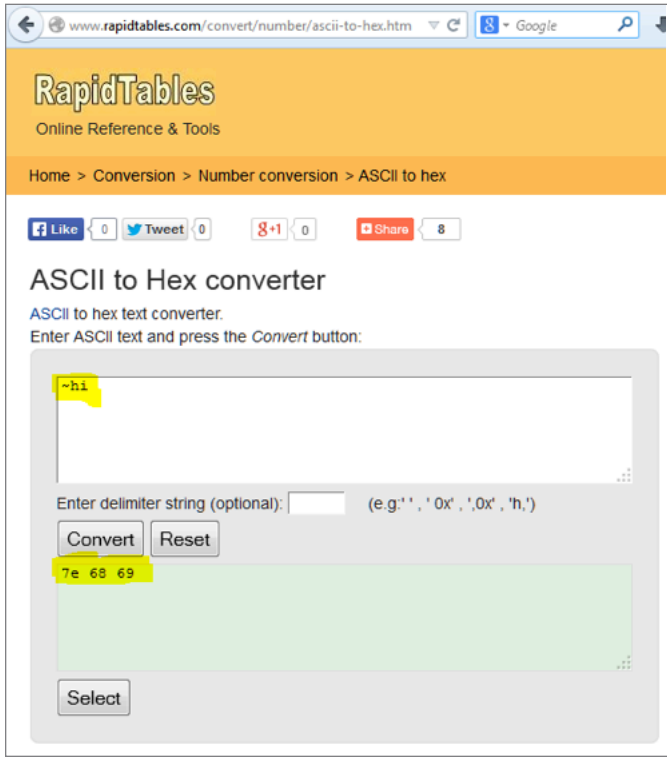 www.rapidtables.com/convert/number/ascii-to-hex.htm Google
RapidTables
Online Reference & Tools
Home > Conversion > Number conversion > ASCII to hex
Like 0 Tweet 0 g+1 0 Share 8
ASCII to Hex converter
ASCII to hex text converter.
Enter ASCII text and press the Convert button:
~hi
Enter delimiter string (optional): (e.g:' ' , ' 0x' , ',0x' , 'h,')
Convert Reset
7e 68 69
Select